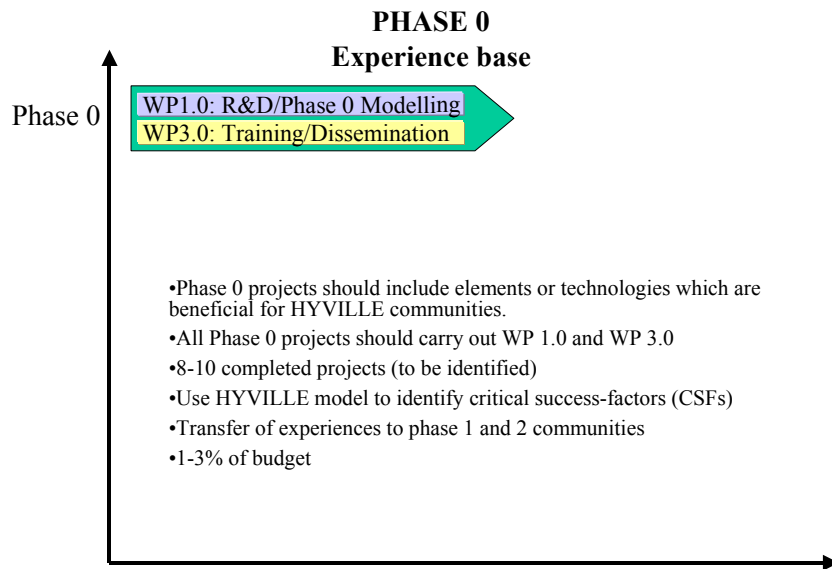 PHASE 0
Experience base
Phase 0
WP1.0: R&D/Phase 0 Modelling
WP3.0: Training/Dissemination
•Phase 0 projects should include elements or technologies which are
beneficial for HYVILLE communities.
•All Phase 0 projects should carry out WP 1.0 and WP 3.0
•8-10 completed projects (to be identified)
•Use HYVILLE model to identify critical success-factors (CSFs)
•Transfer of experiences to phase 1 and 2 communities
•1-3% of budget